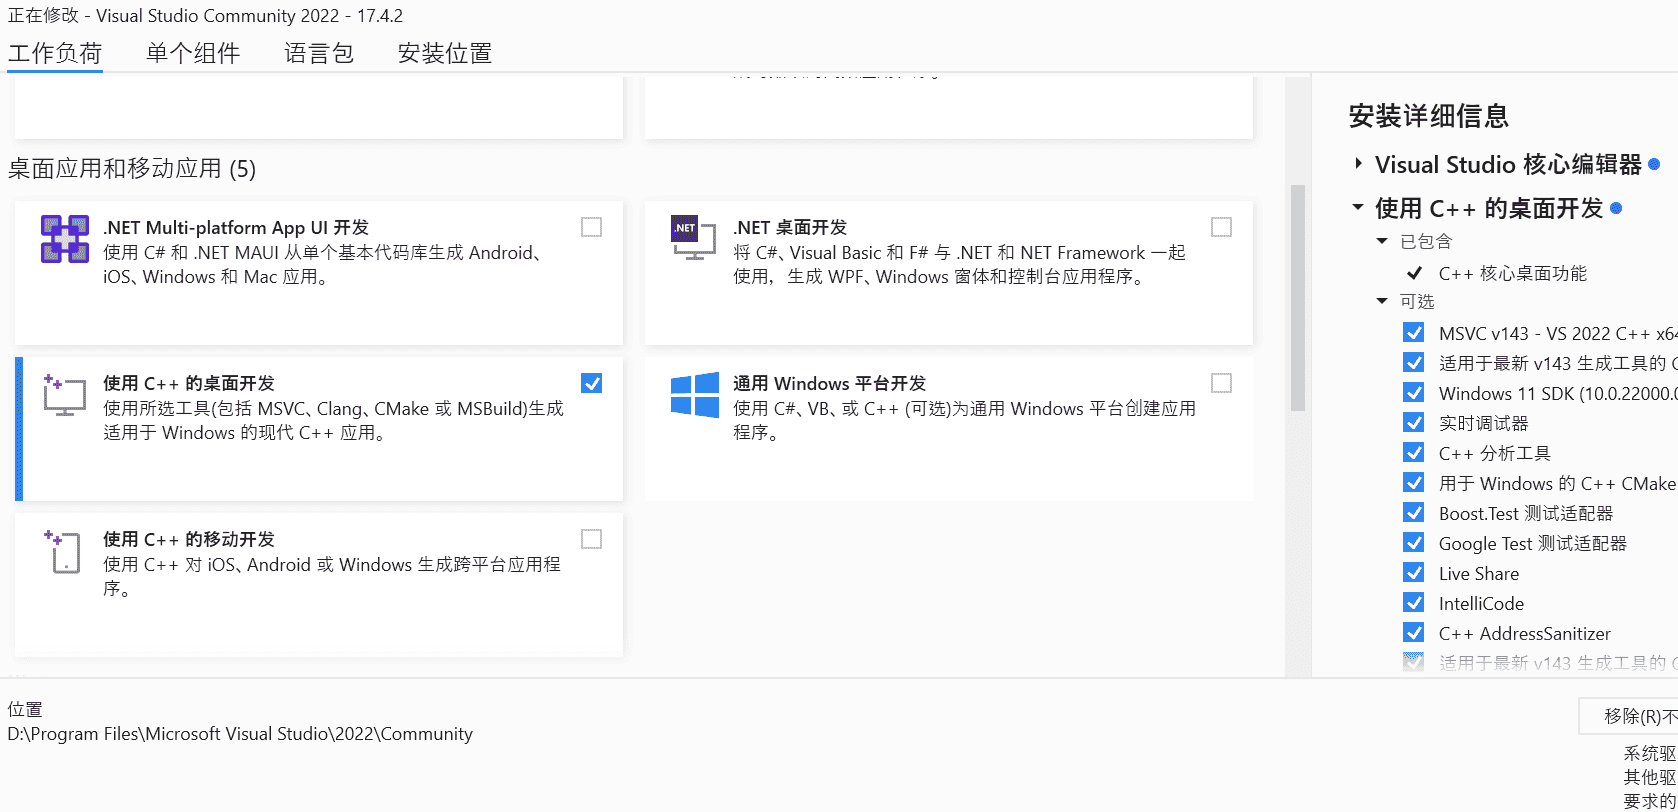 正在修改 - Visual Studio Community 2022 - 17.4.2
工作负荷 单个组件 语言包 安装位置
桌面应用和移动应用 (5)
.NET Multi-platform App UI 开发
使用 C# 和 .NET MAUI 从单个基本代码库生成 Android、
iOS、Windows 和 Mac 应用。
.NET
.NET 桌面开发
将 C#、Visual Basic 和 F# 与 .NET 和 NET Framework 一起
使用，生成 WPF、Windows 窗体和控制台应用程序。
使用 C++ 的桌面开发
使用所选工具(包括 MSVC、Clang、CMake 或 MSBuild)生成
适用于 Windows 的现代 C++ 应用。
通用 Windows 平台开发
使用 C#、VB、或 C++ (可选)为通用 Windows 平台创建应用
程序。
使用 C++ 的移动开发
使用 C++ 对 iOS、Android 或 Windows 生成跨平台应用程
序。
安装详细信息
Visual Studio 核心编辑器
使用 C++ 的桌面开发
已包含
C++ 核心桌面功能
可选
MSVC v143 - VS 2022 C++ x64
适用于最新 v143 生成工具的 C
Windows 11 SDK (10.0.22000.0
实时调试器
C++ 分析工具
用于 Windows 的 C++ CMake
Boost.Test 测试适配器
Google Test 测试适配器
Live Share
IntelliCode
C++ AddressSanitizer
适用于最新 v143 生成工具的 C
位置
D:\Program Files\Microsoft Visual Studio\2022\Community
移除(R)不
系统驱
其他驱
要求的